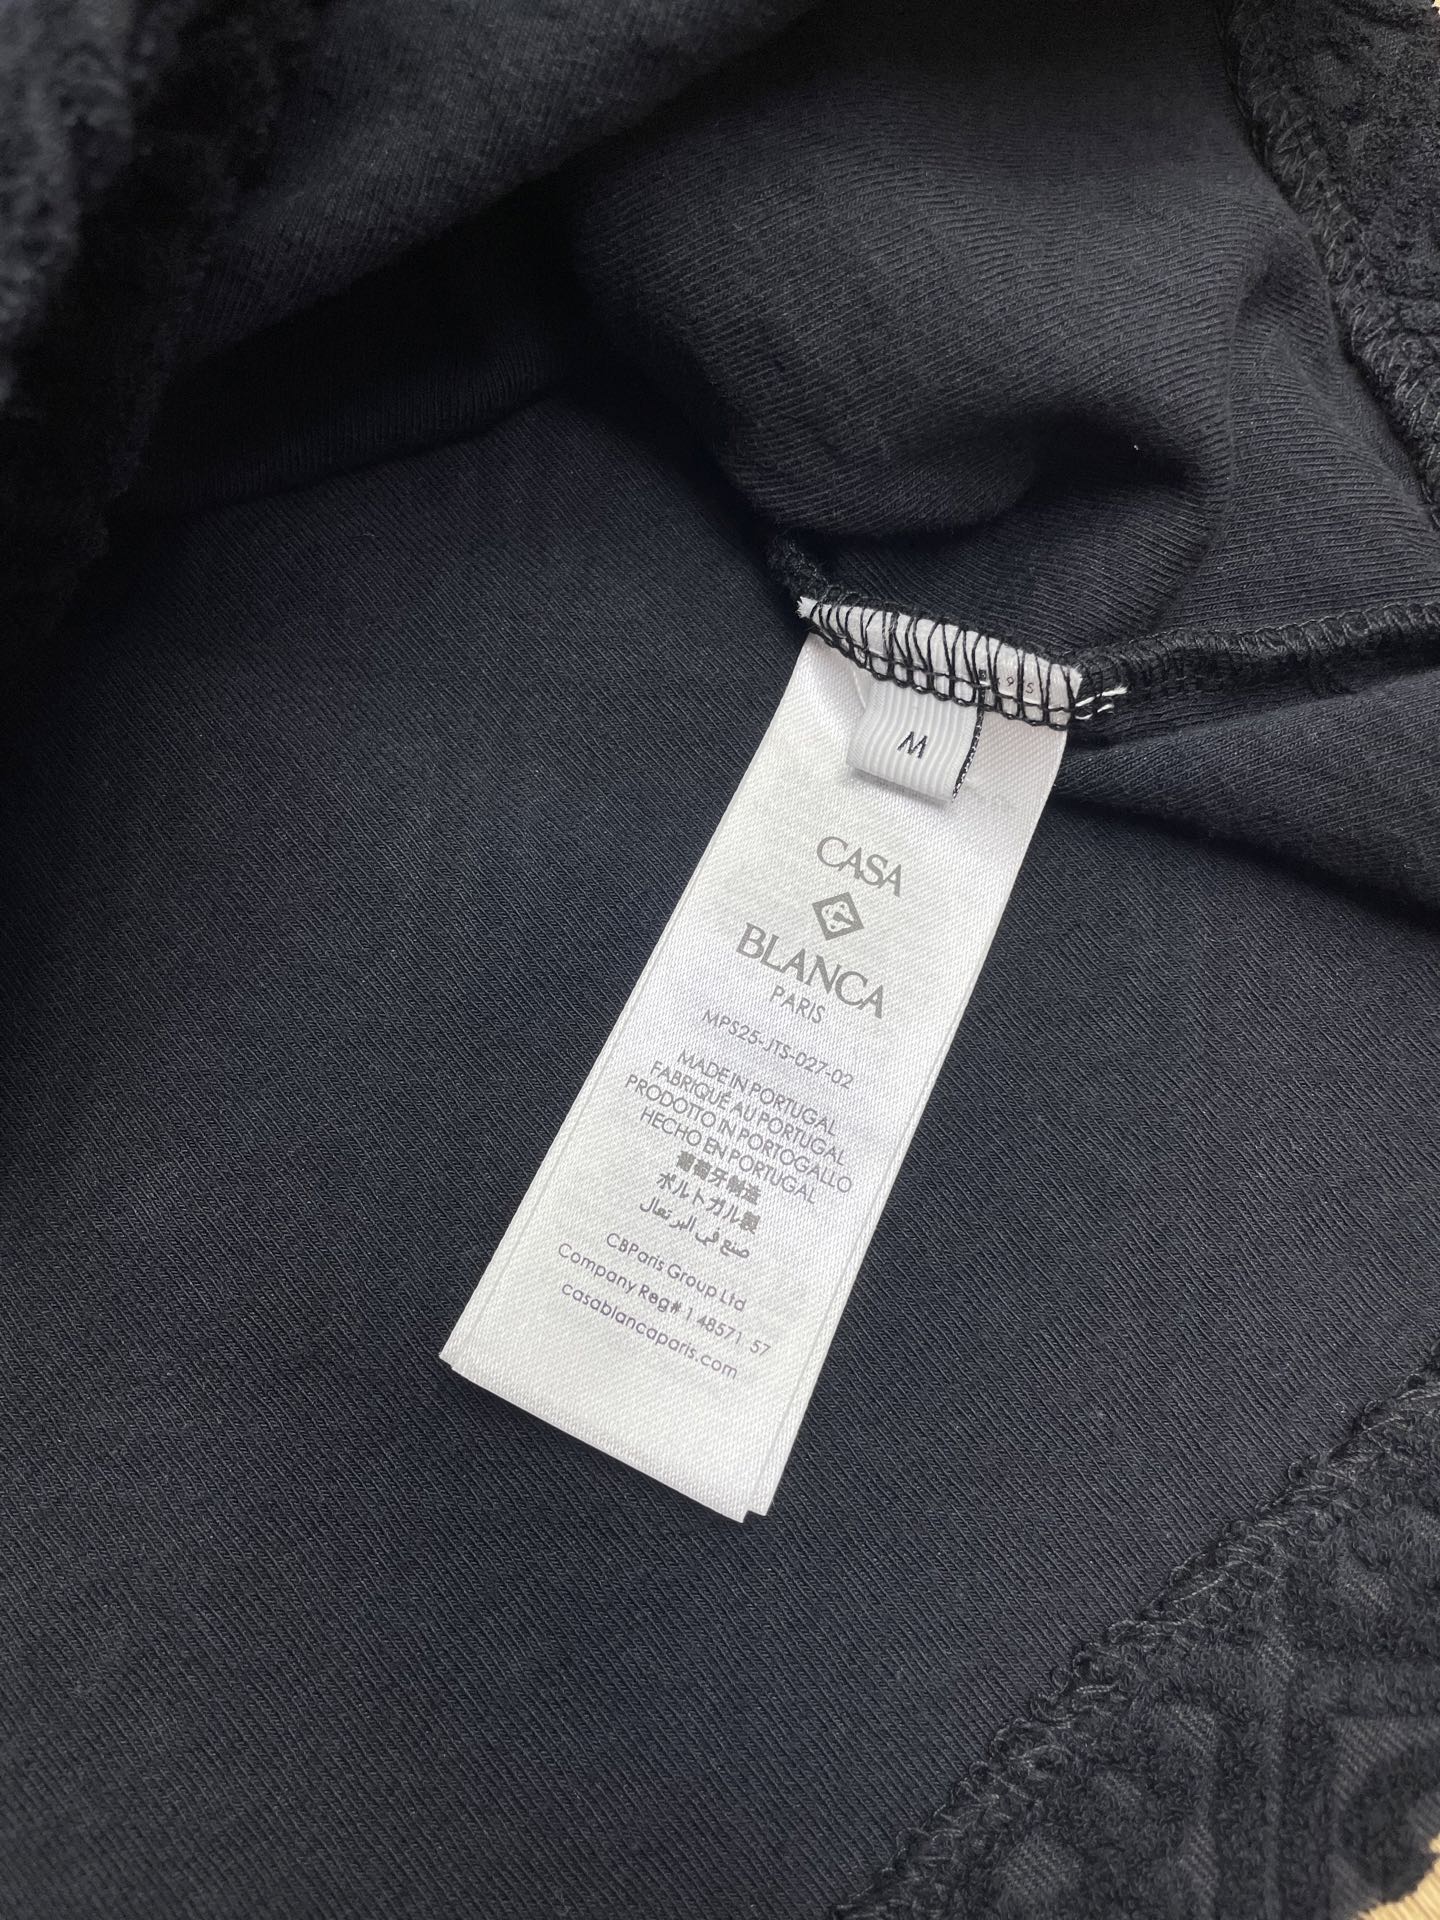 M
CASA
BLANCA
PARIS
MPS25-JTS-027-02
MADE IN PORTUGAL
FABRIQUÉ AU PORTUGAL
PRODOTTO IN PORTOGALLO
HECHO EN PORTUGAL
葡萄牙制造
ポルトガル製
صنع في البرتغال
CBParis Group Ltd
Company Reg# 1 48571 57
casablancaparis.com